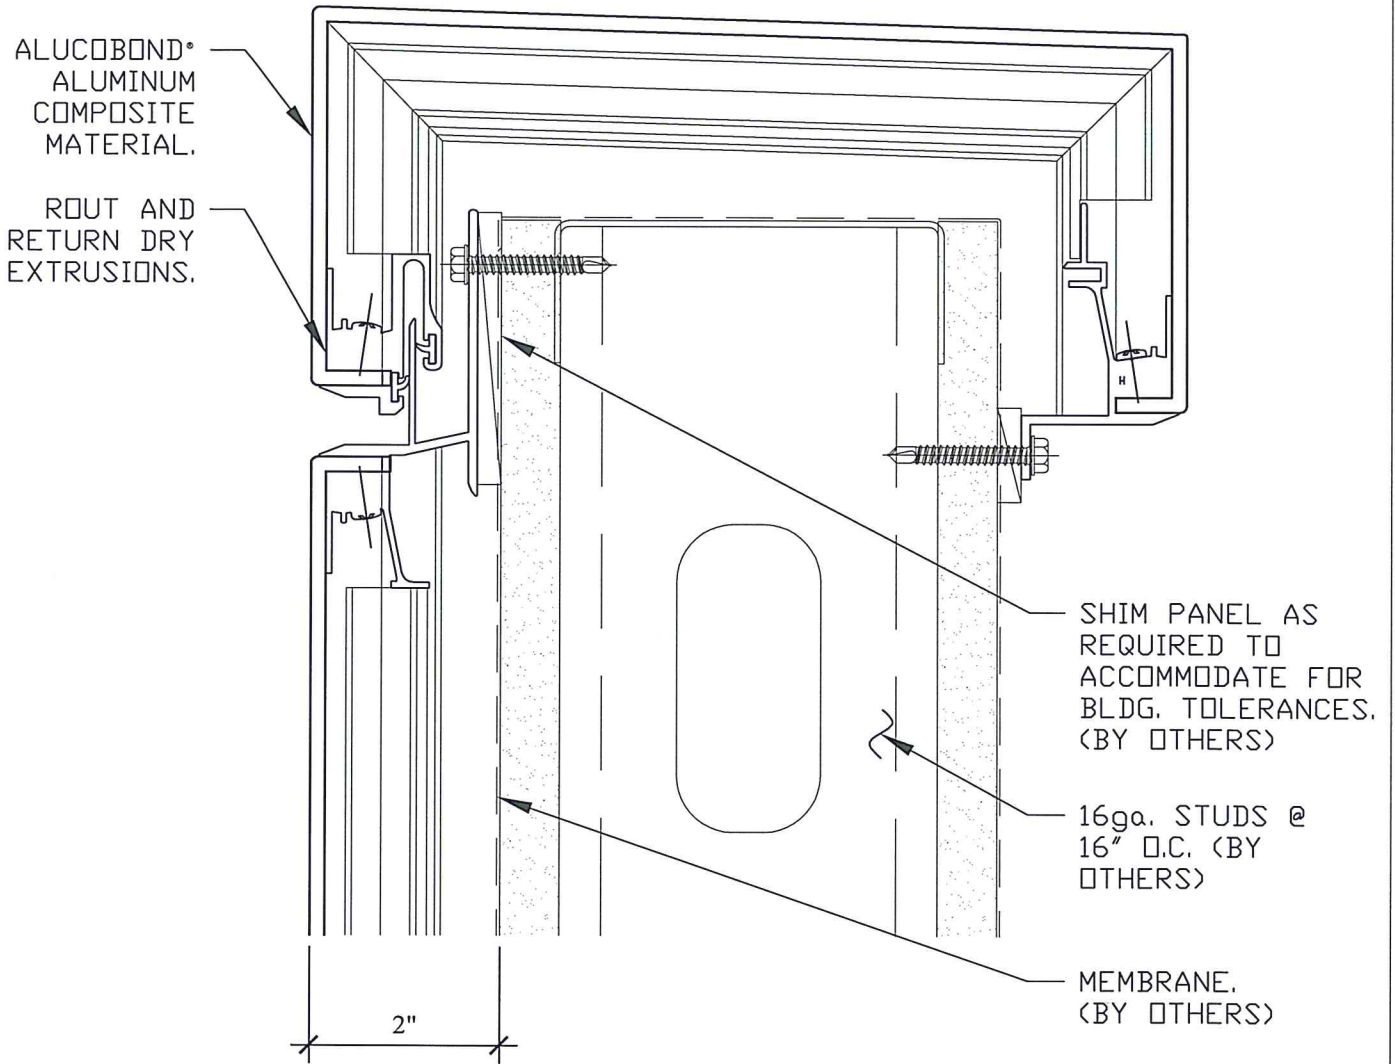 ALUCOBOND®
ALUMINUM
COMPOSITE
MATERIAL.
ROUT AND
RETURN DRY
EXTRUSIONS.
H
SHIM PANEL AS
REQUIRED TO
ACCOMMODATE FOR
BLDG. TOLERANCES.
(BY OTHERS)
16ga. STUDS @
16" O.C. (BY
OTHERS)
MEMBRANE.
(BY OTHERS)
2"